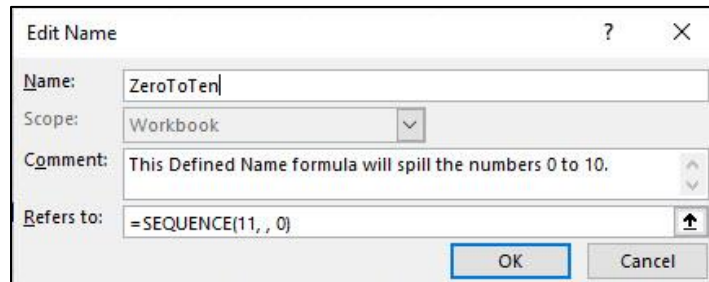 Edit Name ?
Name: ZeroToTen
Scope: Workbook
Comment: This Defined Name formula will spill the numbers 0 to 10.
Refers to: =SEQUENCE(11, , 0)
OK Cancel